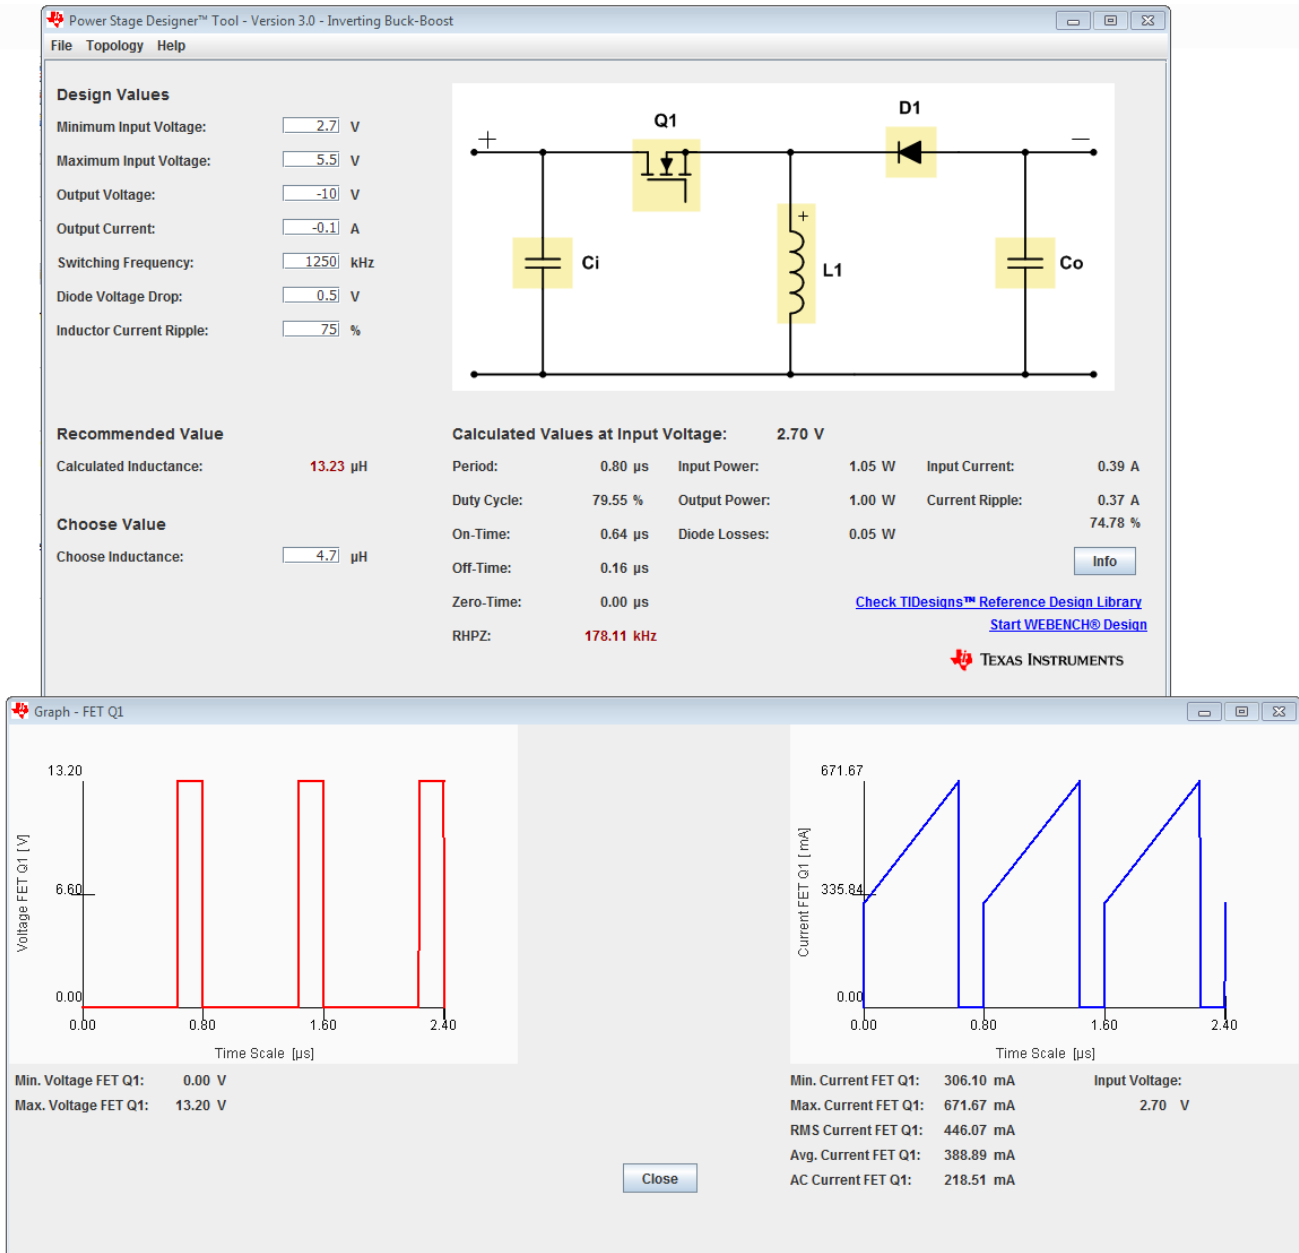 Power Stage Designer™ Tool - Version 3.0 - Inverting Buck-Boost
File Topology Help
Design Values
Minimum Input Voltage: 2.7 V
Maximum Input Voltage: 5.5 V
Output Voltage: -10 V
Output Current: -0.1 A
Switching Frequency: 1250 kHz
Diode Voltage Drop: 0.5 V
Inductor Current Ripple: 75 %
Q1
D1
+
−
+
Ci
L1
Co
Recommended Value
Calculated Inductance: 13.23 µH
Choose Value
Choose Inductance: 4.7 µH
Calculated Values at Input Voltage: 2.70 V
Period: 0.80 µs Input Power: 1.05 W Input Current: 0.39 A
Duty Cycle: 79.55 % Output Power: 1.00 W Current Ripple: 0.37 A
74.78 %
On-Time: 0.64 µs Diode Losses: 0.05 W
Info
Off-Time: 0.16 µs
Zero-Time: 0.00 µs
Check TIDesigns™ Reference Design Library
Start WEBENCH® Design
RHPZ: 178.11 kHz
TEXAS INSTRUMENTS
Graph - FET Q1
Voltage FET Q1 [ V]
13.20
6.60
0.00
0.00 0.80 1.60 2.40
Time Scale [µs]
Min. Voltage FET Q1: 0.00 V
Max. Voltage FET Q1: 13.20 V
Close
Current FET Q1 [ mA]
671.67
335.84
0.00
0.00 0.80 1.60 2.40
Time Scale [µs]
Min. Current FET Q1: 306.10 mA Input Voltage:
Max. Current FET Q1: 671.67 mA 2.70 V
RMS Current FET Q1: 446.07 mA
Avg. Current FET Q1: 388.89 mA
AC Current FET Q1: 218.51 mA